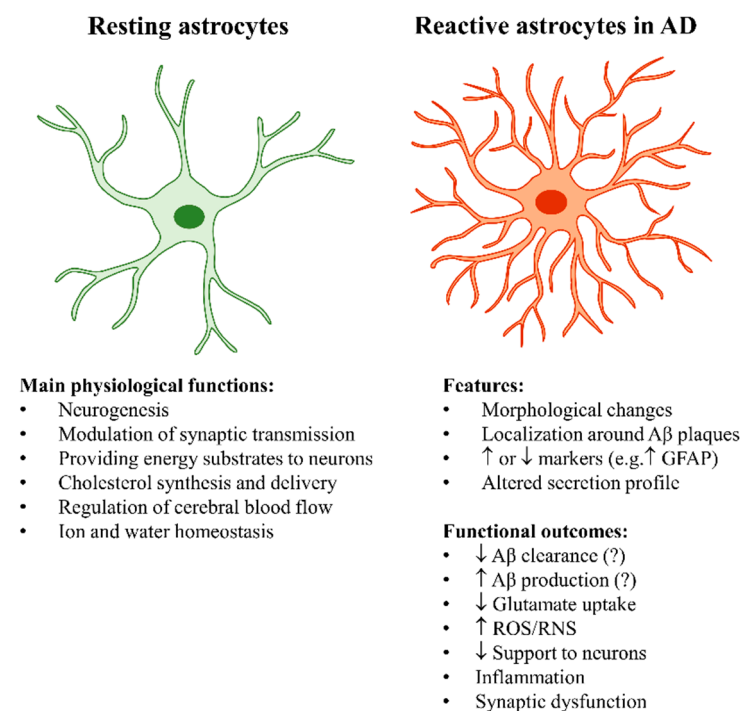 Resting astrocytes
Main physiological functions:
• Neurogenesis
• Modulation of synaptic transmission
• Providing energy substrates to neurons
• Cholesterol synthesis and delivery
• Regulation of cerebral blood flow
• Ion and water homeostasis
Reactive astrocytes in AD
Features:
• Morphological changes
• Localization around Aβ plaques
• ↑ or ↓ markers (e.g.↑ GFAP)
• Altered secretion profile
Functional outcomes:
• ↓ Aβ clearance (?)
• ↑ Aβ production (?)
• ↓ Glutamate uptake
• ↑ ROS/RNS
• ↓ Support to neurons
• Inflammation
• Synaptic dysfunction